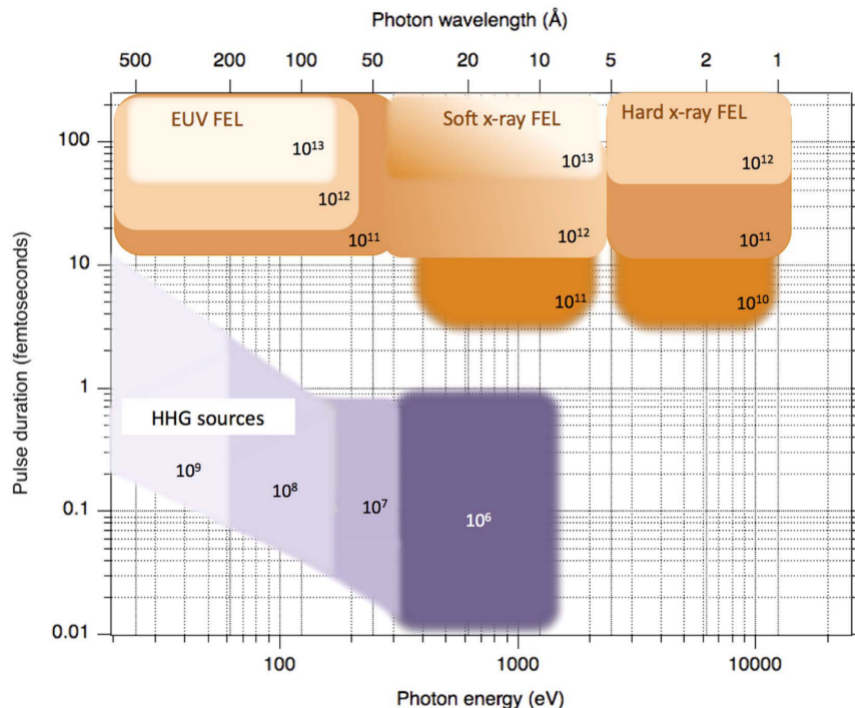 Photon wavelength (Å)
500 200 100 50 20 10 5 2 1
EUV FEL Soft x-ray FEL Hard x-ray FEL
100
10¹³ 10¹³ 10¹²
10¹²
10¹¹ 10¹² 10¹¹
10
10¹¹ 10¹⁰
1
HHG sources
10⁹ 10⁸ 10⁷ 10⁶
0.1
0.01
Pulse duration (femtoseconds)
100 1000 10000
Photon energy (eV)